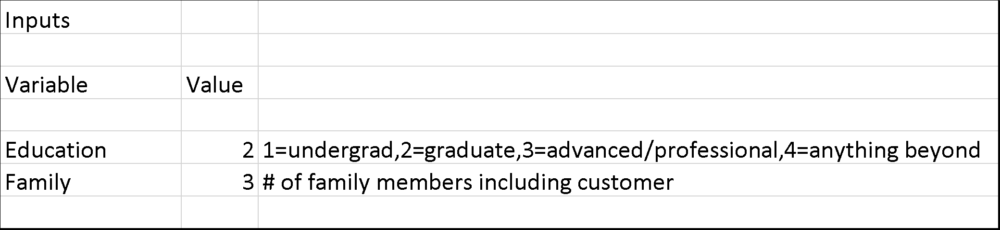 Inputs
Variable Value
Education 2 1=undergrad,2=graduate,3=advanced/professional,4=anything beyond
Family 3 # of family members including customer